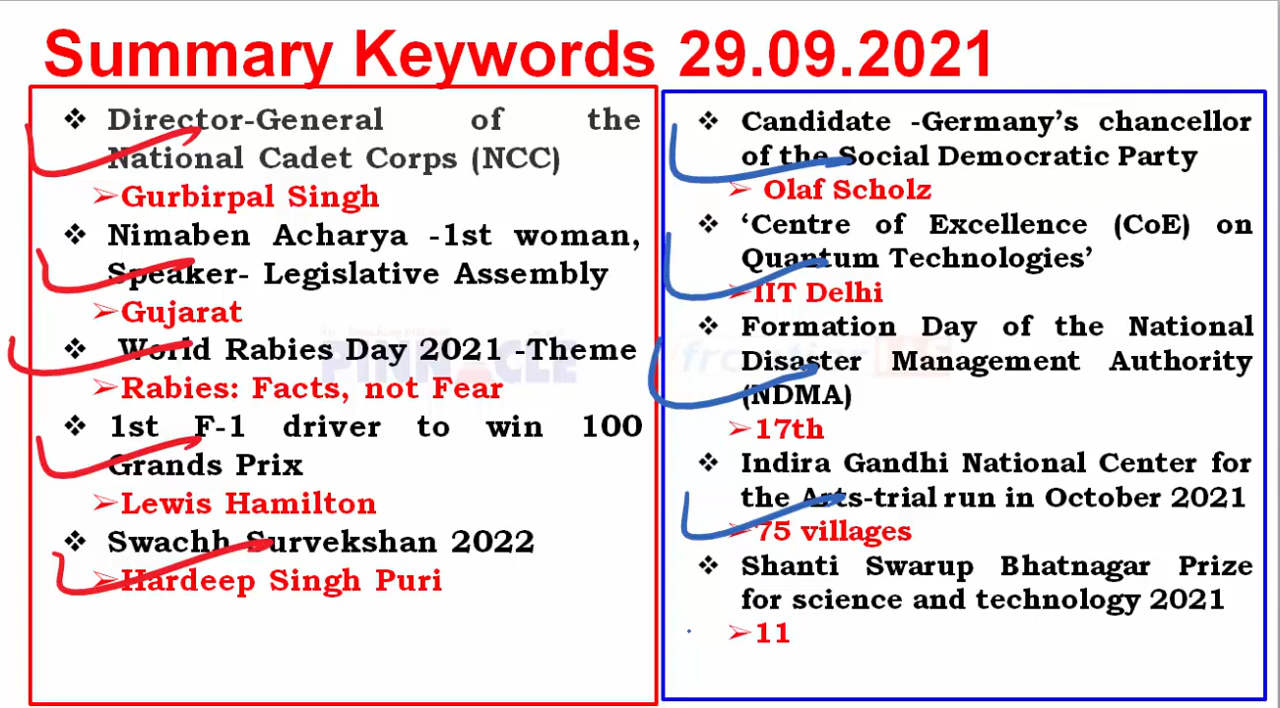 Summary Keywords 29.09.2021
❖ Director-General of the
National Cadet Corps (NCC)
➢Gurbirpal Singh
❖ Nimaben Acharya -1st woman,
Speaker- Legislative Assembly
➢Gujarat
❖ World Rabies Day 2021 -Theme
➢Rabies: Facts, not Fear
❖ 1st F-1 driver to win 100
Grands Prix
➢Lewis Hamilton
❖ Swachh Survekshan 2022
➢Hardeep Singh Puri
❖ Candidate -Germany’s chancellor
of the Social Democratic Party
➢ Olaf Scholz
❖ ‘Centre of Excellence (CoE) on
Quantum Technologies’
➢IIT Delhi
❖ Formation Day of the National
Disaster Management Authority
(NDMA)
➢17th
❖ Indira Gandhi National Center for
the Arts-trial run in October 2021
➢75 villages
❖ Shanti Swarup Bhatnagar Prize
for science and technology 2021
➢11
PINNACLE